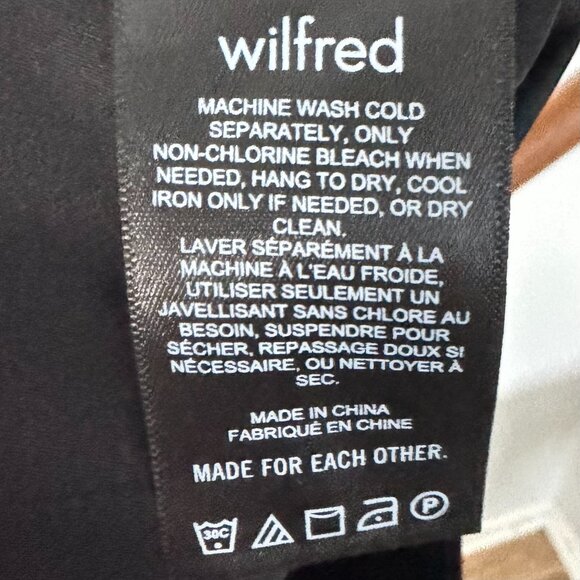 wilfred
MACHINE WASH COLD
SEPARATELY, ONLY
NON-CHLORINE BLEACH WHEN
NEEDED, HANG TO DRY, COOL
IRON ONLY IF NEEDED, OR DRY
CLEAN.
LAVER SÉPARÉMENT À LA
MACHINE À L'EAU FROIDE,
UTILISER SEULEMENT UN
JAVELLISANT SANS CHLORE AU
BESOIN, SUSPENDRE POUR
SÉCHER, REPASSAGE DOUX SI
NÉCESSAIRE, OU NETTOYER À
SEC.
MADE IN CHINA
FABRIQUÉ EN CHINE
MADE FOR EACH OTHER.
30C P